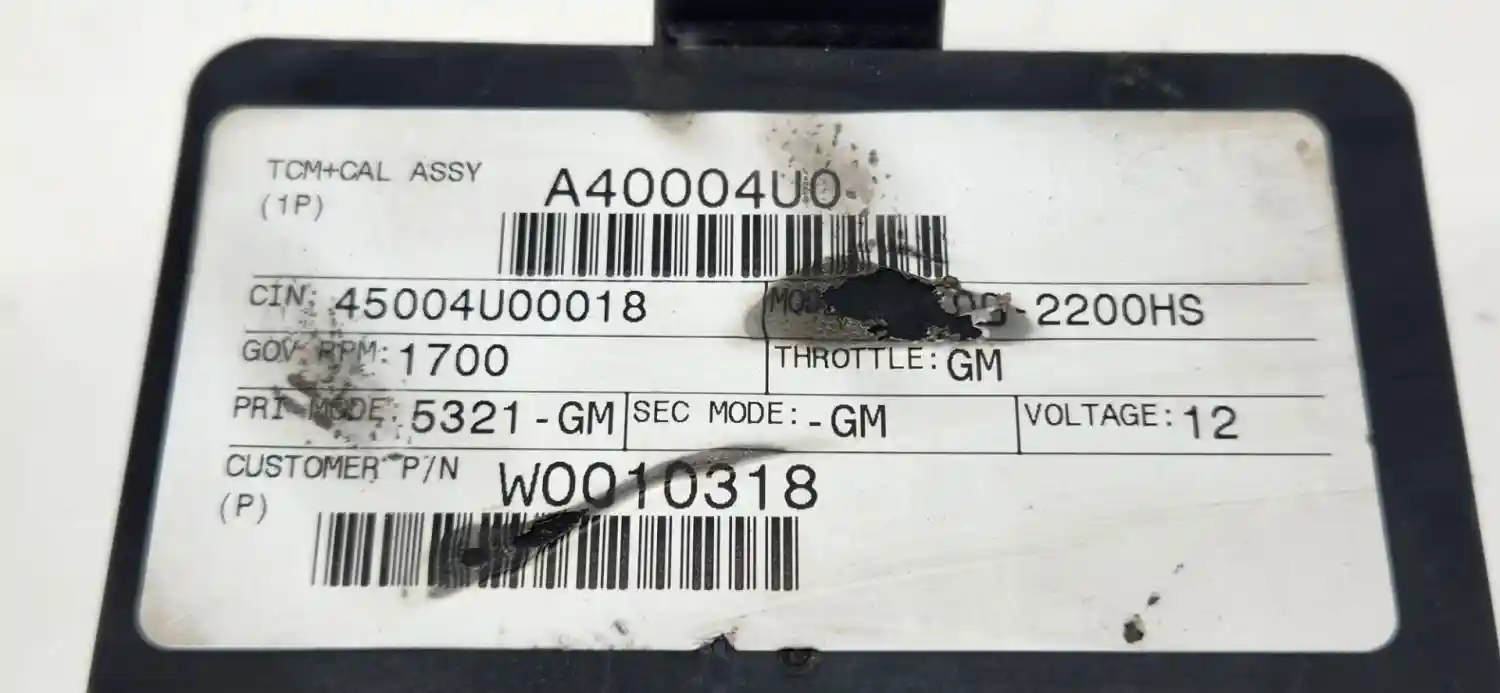 TCM+CAL ASSY A40004U0
(1P)
CIN: 45004U00018 -2200HS
GOV RPM: 1700 THROTTLE: GM
PRI MODE: 5321-GM SEC MODE: -GM VOLTAGE: 12
CUSTOMER P/N W0010318
(P)